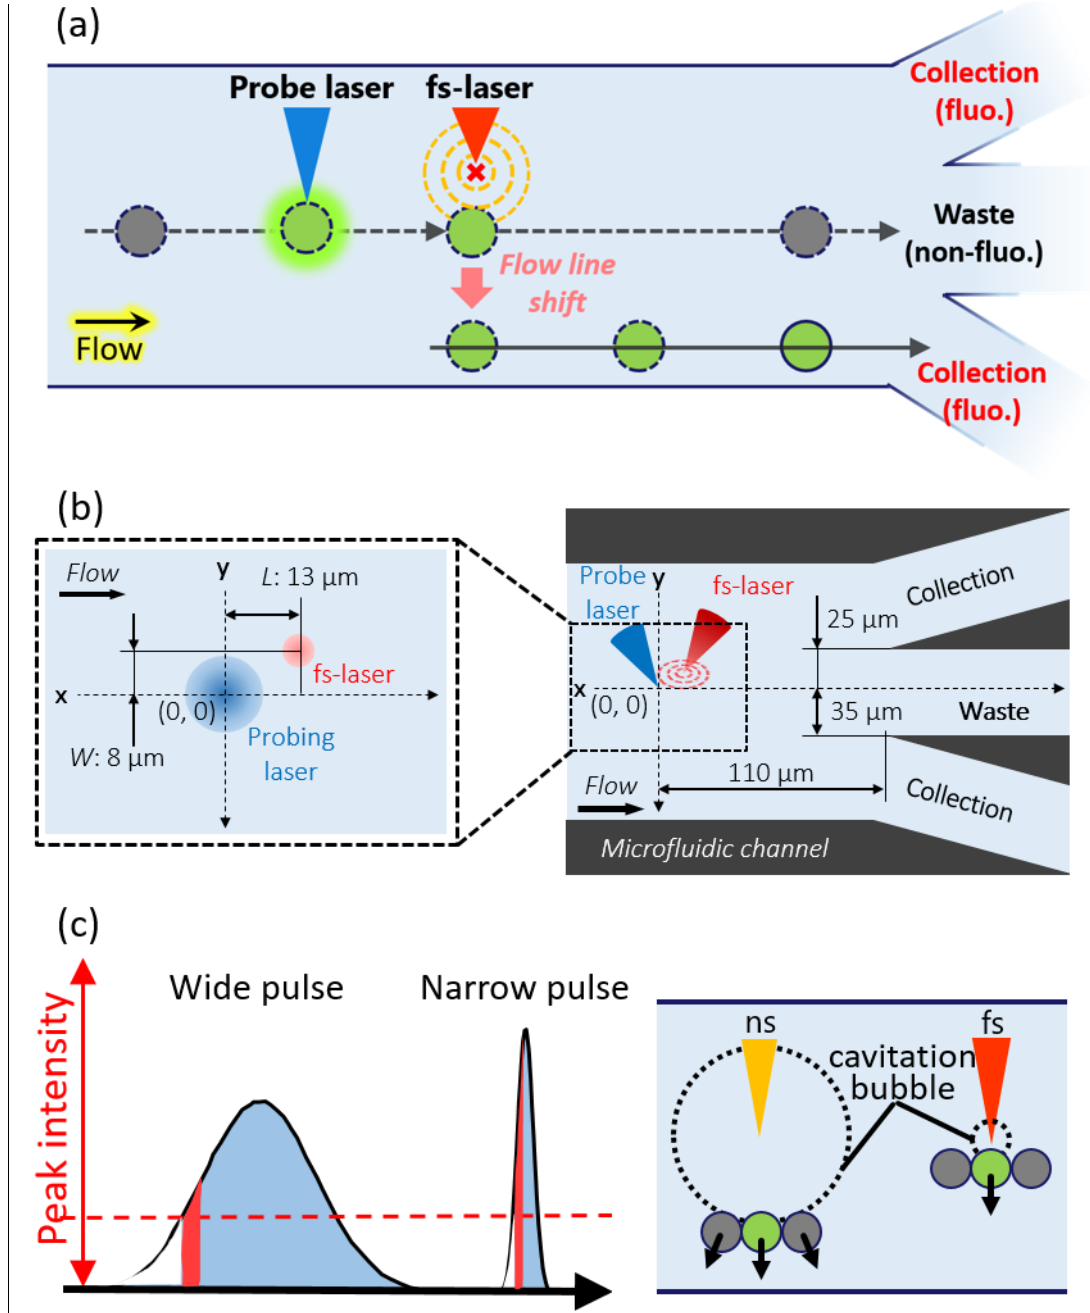 (a)
Probe laser
fs-laser
Collection
(fluo.)
Waste
(non-fluo.)
Flow line
shift
Flow
Collection
(fluo.)
(b)
Flow
y
L: 13 μm
fs-laser
x
(0, 0)
Probing
laser
W: 8 μm
Probe
laser
y
fs-laser
Collection
25 μm
x
(0, 0)
Waste
35 μm
110 μm
Flow
Collection
Microfluidic channel
(c)
Peak intensity
Wide pulse
Narrow pulse
ns
fs
cavitation
bubble